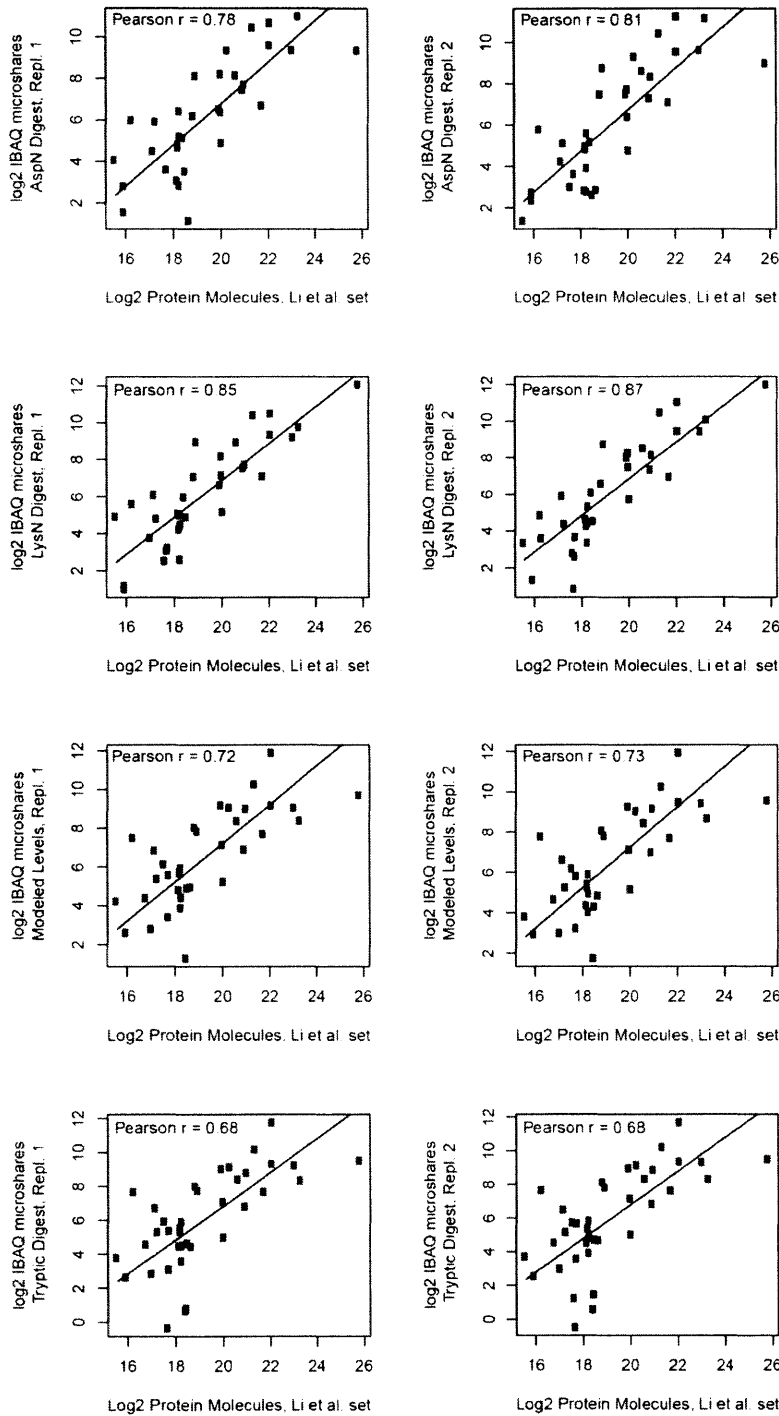 Pearson r = 0.78
log2 IBAQ microshares
AspN Digest, Repl. 1
2 4 6 8 10
16 18 20 22 24 26
Log2 Protein Molecules, Li et al. set
Pearson r = 0.81
log2 IBAQ microshares
AspN Digest, Repl. 2
2 4 6 8 10
16 18 20 22 24 26
Log2 Protein Molecules, Li et al. set
Pearson r = 0.85
log2 IBAQ microshares
LysN Digest, Repl. 1
2 4 6 8 10 12
16 18 20 22 24 26
Log2 Protein Molecules, Li et al. set
Pearson r = 0.87
log2 IBAQ microshares
LysN Digest, Repl. 2
2 4 6 8 10 12
16 18 20 22 24 26
Log2 Protein Molecules, Li et al. set
Pearson r = 0.72
log2 IBAQ microshares
Modeled Levels, Repl. 1
2 4 6 8 10 12
16 18 20 22 24 26
Log2 Protein Molecules, Li et al. set
Pearson r = 0.73
log2 IBAQ microshares
Modeled Levels, Repl. 2
2 4 6 8 10 12
16 18 20 22 24 26
Log2 Protein Molecules, Li et al. set
Pearson r = 0.68
log2 IBAQ microshares
Tryptic Digest, Repl. 1
0 2 4 6 8 10 12
16 18 20 22 24 26
Log2 Protein Molecules, Li et al. set
Pearson r = 0.68
log2 IBAQ microshares
Tryptic Digest, Repl. 2
0 2 4 6 8 10 12
16 18 20 22 24 26
Log2 Protein Molecules, Li et al. set